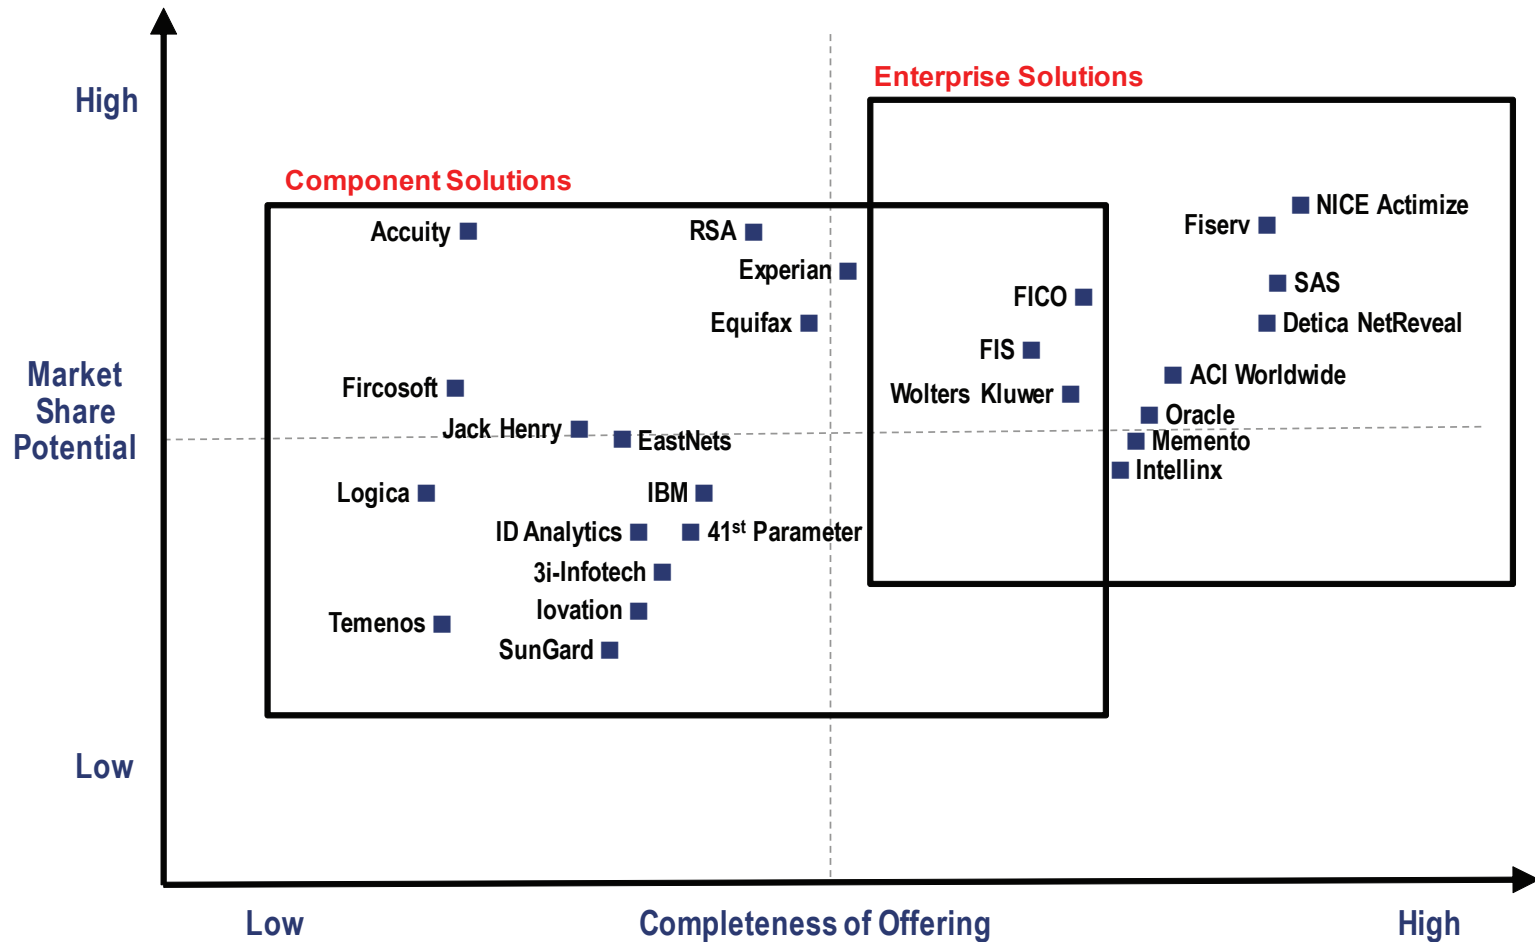 Enterprise Solutions
High
Component Solutions
NICE Actimize
Accuity
RSA
Fiserv
Experian
SAS
FICO
Equifax
Detica NetReveal
FIS
Market
Share
Potential
ACI Worldwide
Fircosoft
Wolters Kluwer
Oracle
Jack Henry
EastNets
Memento
Intellinx
Logica
IBM
ID Analytics
41st Parameter
3i-Infotech
Iovation
Temenos
SunGard
Low
Low
Completeness of Offering
High